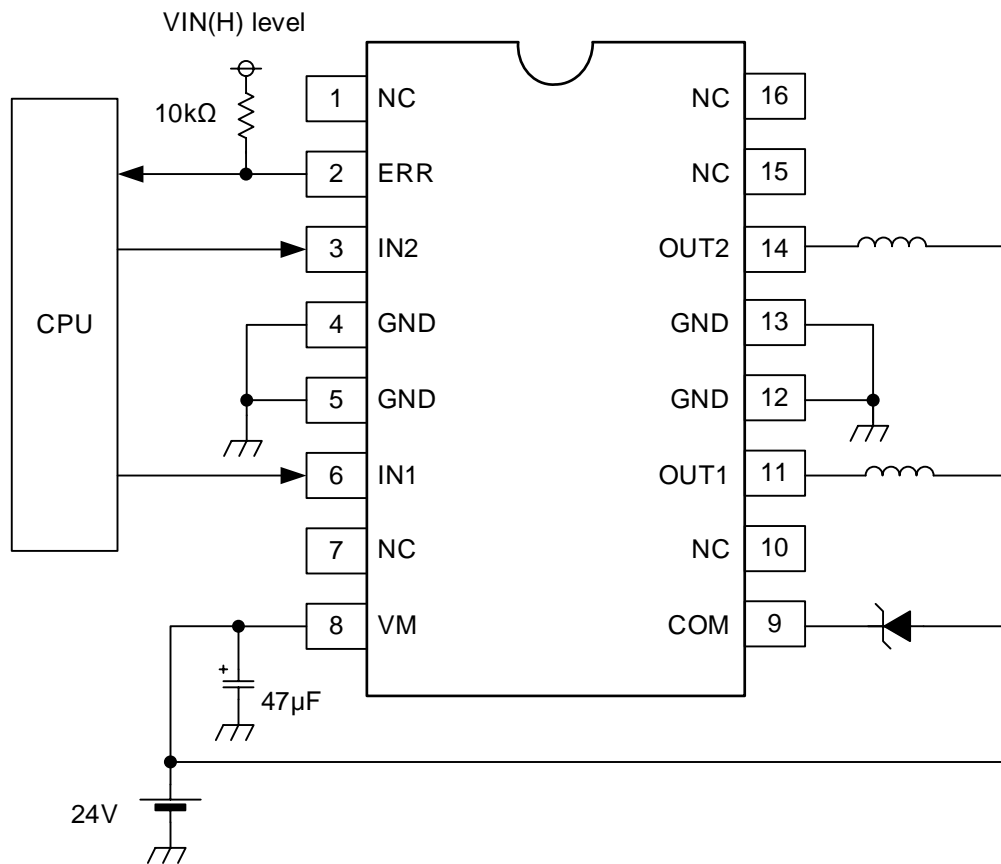 VIN(H) level
10kΩ
CPU
1 NC
2 ERR
3 IN2
4 GND
5 GND
6 IN1
7 NC
8 VM
NC 16
NC 15
OUT2 14
GND 13
GND 12
OUT1 11
NC 10
COM 9
+
47µF
24V